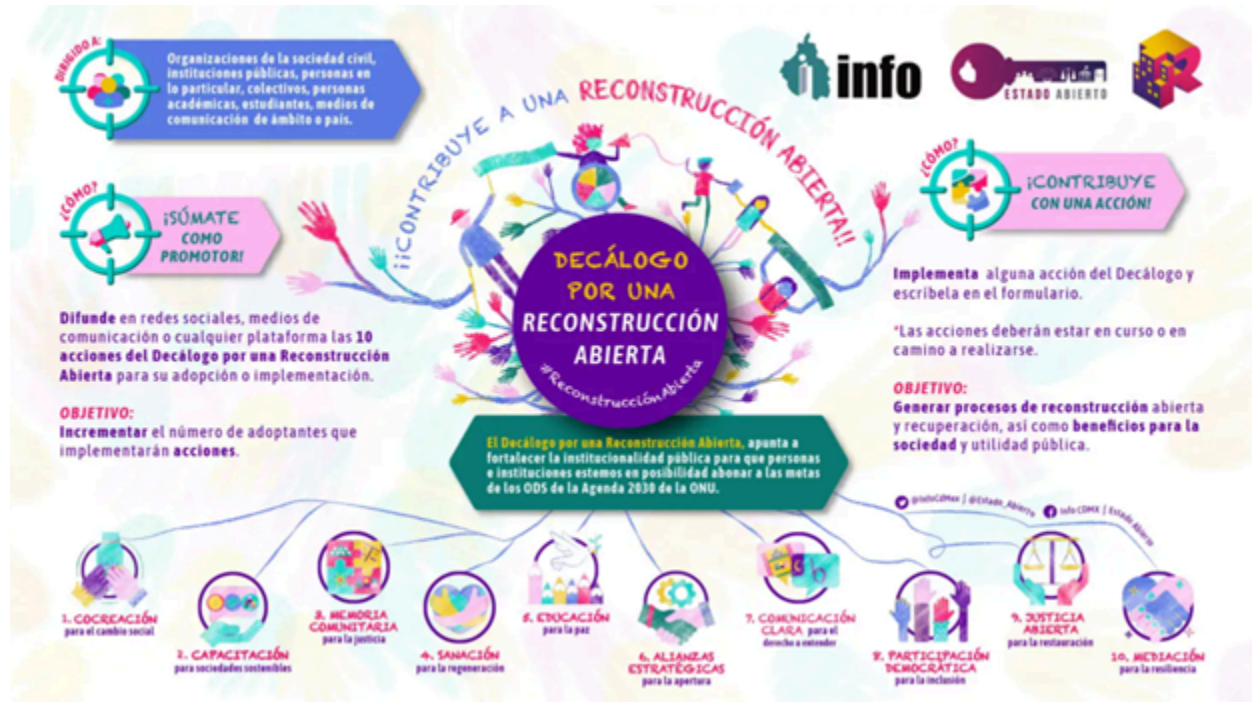 DIRIGIDO A:
Organizaciones de la sociedad civil,
instituciones públicas, personas en
lo particular, colectivos, personas
académicas, estudiantes, medios de
comunicación de ámbito o país.
¡¡CONTRIBUYE A UNA RECONSTRUCCIÓN ABIERTA!!
info
ESTADO ABIERTO
R
¿CÓMO?
¡SÚMATE
COMO
PROMOTOR!
Difunde en redes sociales, medios de
comunicación o cualquier plataforma las 10
acciones del Decálogo por una Reconstrucción
Abierta para su adopción o implementación.
OBJETIVO:
Incrementar el número de adoptantes que
implementarán acciones.
DECÁLOGO
POR UNA
RECONSTRUCCIÓN
ABIERTA
#ReconstrucciónAbierta
El Decálogo por una Reconstrucción Abierta, apunta a
fortalecer la institucionalidad pública para que personas
e instituciones estemos en posibilidad abonar a las metas
de los ODS de la Agenda 2030 de la ONU.
¿CÓMO?
¡CONTRIBUYE
CON UNA ACCIÓN!
Implementa alguna acción del Decálogo y
escríbela en el formulario.
*Las acciones deberán estar en curso o en
camino a realizarse.
OBJETIVO:
Generar procesos de reconstrucción abierta
y recuperación, así como beneficios para la
sociedad y utilidad pública.
@InfoCdMex | @Estado_Abierto
Info CDMX | Estado Abierto
1. COCREACIÓN
para el cambio social
2. CAPACITACIÓN
para sociedades sostenibles
3. MEMORIA
COMUNITARIA
para la justicia
4. SANACIÓN
para la regeneración
5. EDUCACIÓN
para la paz
6. ALIANZAS
ESTRATÉGICAS
para la apertura
7. COMUNICACIÓN
CLARA para el
derecho a entender
8. PARTICIPACIÓN
DEMOCRÁTICA
para la inclusión
9. JUSTICIA
ABIERTA
para la restauración
10. MEDIACIÓN
para la resiliencia